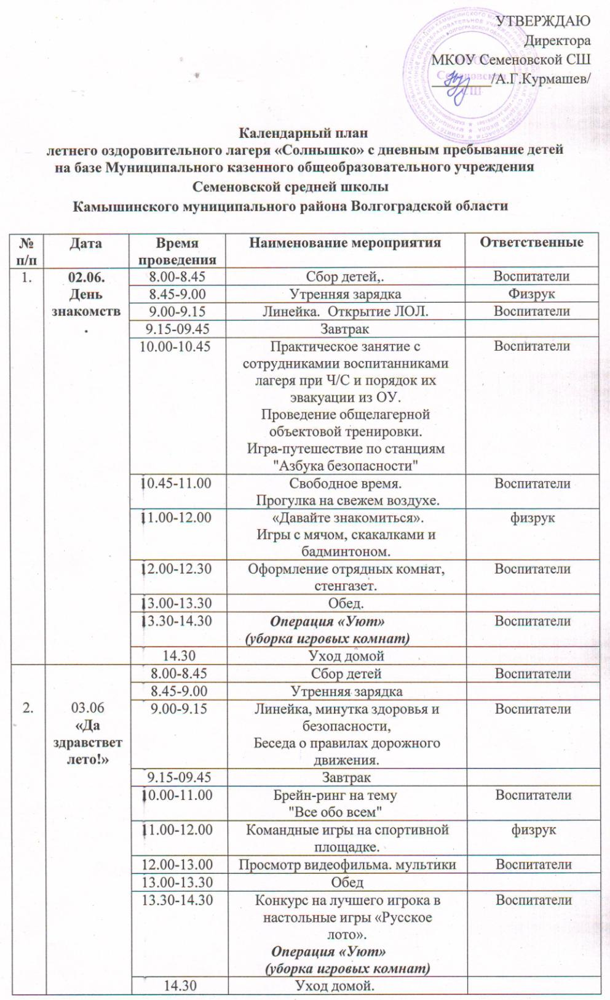 УТВЕРЖДАЮ
Директора
МКОУ Семеновской СШ
/А.Г.Курмашев/
Календарный план
летнего оздоровительного лагеря «Солнышко» с дневным пребывание детей
на базе Муниципального казенного общеобразовательного учреждения
Семеновской средней школы
Камышинского муниципального района Волгоградской области
№ п/п Дата Время проведения Наименование мероприятия Ответственные
1. 02.06. День знакомств.
8.00-8.45 Сбор детей,. Воспитатели
8.45-9.00 Утренняя зарядка Физрук
9.00-9.15 Линейка. Открытие ЛОЛ. Воспитатели
9.15-09.45 Завтрак
10.00-10.45 Практическое занятие с Воспитатели
сотрудникамии воспитанниками
лагеря при Ч/С и порядок их
эвакуации из ОУ.
Проведение общелагерной
объектовой тренировки.
Игра-путешествие по станциям
"Азбука безопасности"
10.45-11.00 Свободное время. Воспитатели
Прогулка на свежем воздухе.
11.00-12.00 «Давайте знакомиться». физрук
Игры с мячом, скакалками и
бадминтоном.
12.00-12.30 Оформление отрядных комнат, Воспитатели
стенгазет.
13.00-13.30 Обед.
13.30-14.30 Операция «Уют» Воспитатели
(уборка игровых комнат)
14.30 Уход домой
2. 03.06 «Да здравствет лето!»
8.00-8.45 Сбор детей Воспитатели
8.45-9.00 Утренняя зарядка
9.00-9.15 Линейка, минутка здоровья и Воспитатели
безопасности,
Беседа о правилах дорожного
движения.
9.15-09.45 Завтрак
10.00-11.00 Брейн-ринг на тему Воспитатели
"Все обо всем"
11.00-12.00 Командные игры на спортивной физрук
площадке.
12.00-13.00 Просмотр видеофильма. мультики Воспитатели
13.00-13.30 Обед
13.30-14.30 Конкурс на лучшего игрока в Воспитатели
настольные игры «Русское
лото».
Операция «Уют»
(уборка игровых комнат)
14.30 Уход домой.